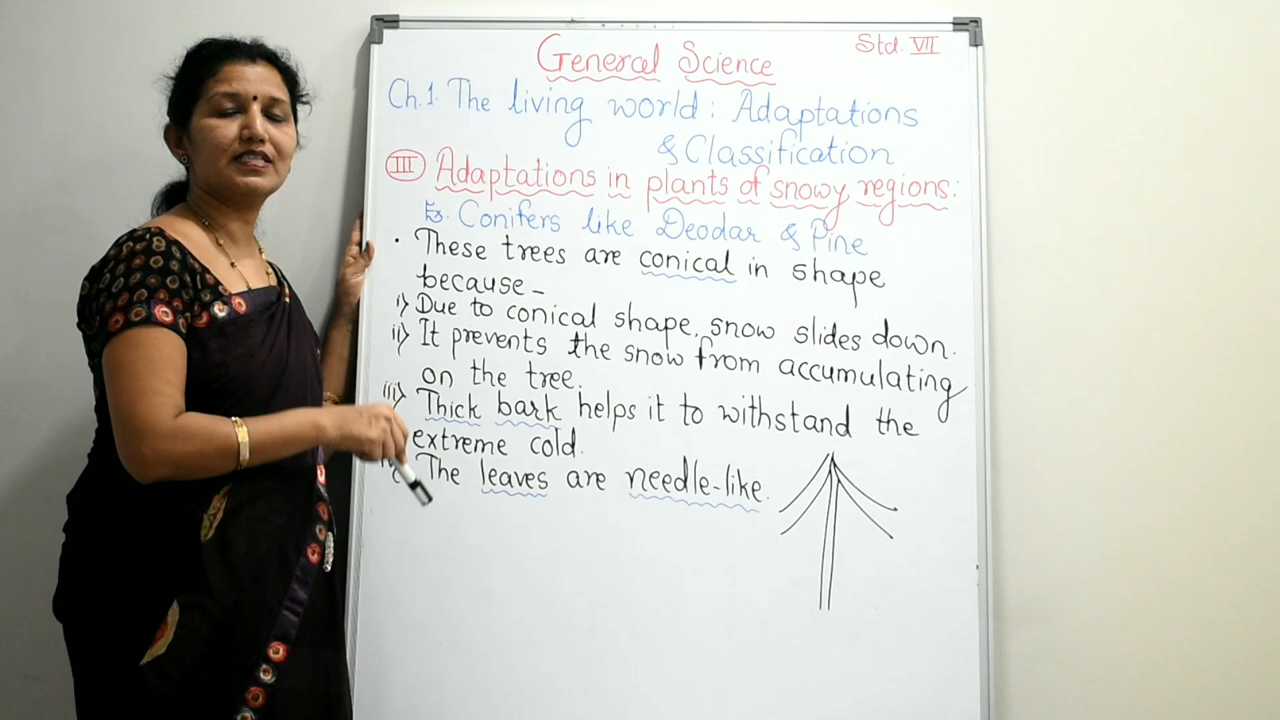 Std. VII
General Science
Ch.1. The living world : Adaptations
& Classification
III Adaptations in plants of snowy regions:
Ex. Conifers like Deodar & Pine
· These trees are conical in shape
because -
i) Due to conical shape, snow slides down.
ii) It prevents the snow from accumulating
on the tree.
iii) Thick bark helps it to withstand the
extreme cold.
The leaves are needle-like.